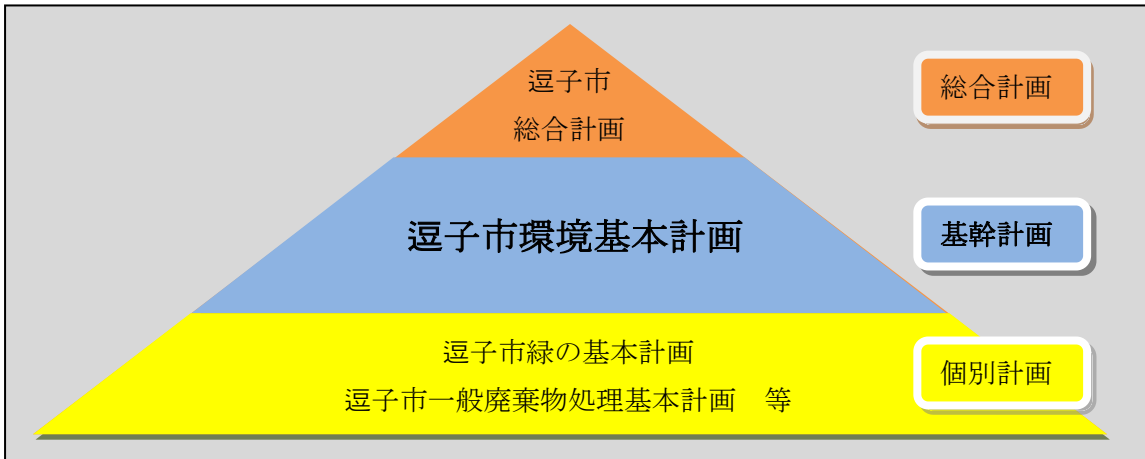 逗子市
総合計画
総合計画
逗子市環境基本計画
基幹計画
逗子市緑の基本計画
逗子市一般廃棄物処理基本計画　等
個別計画